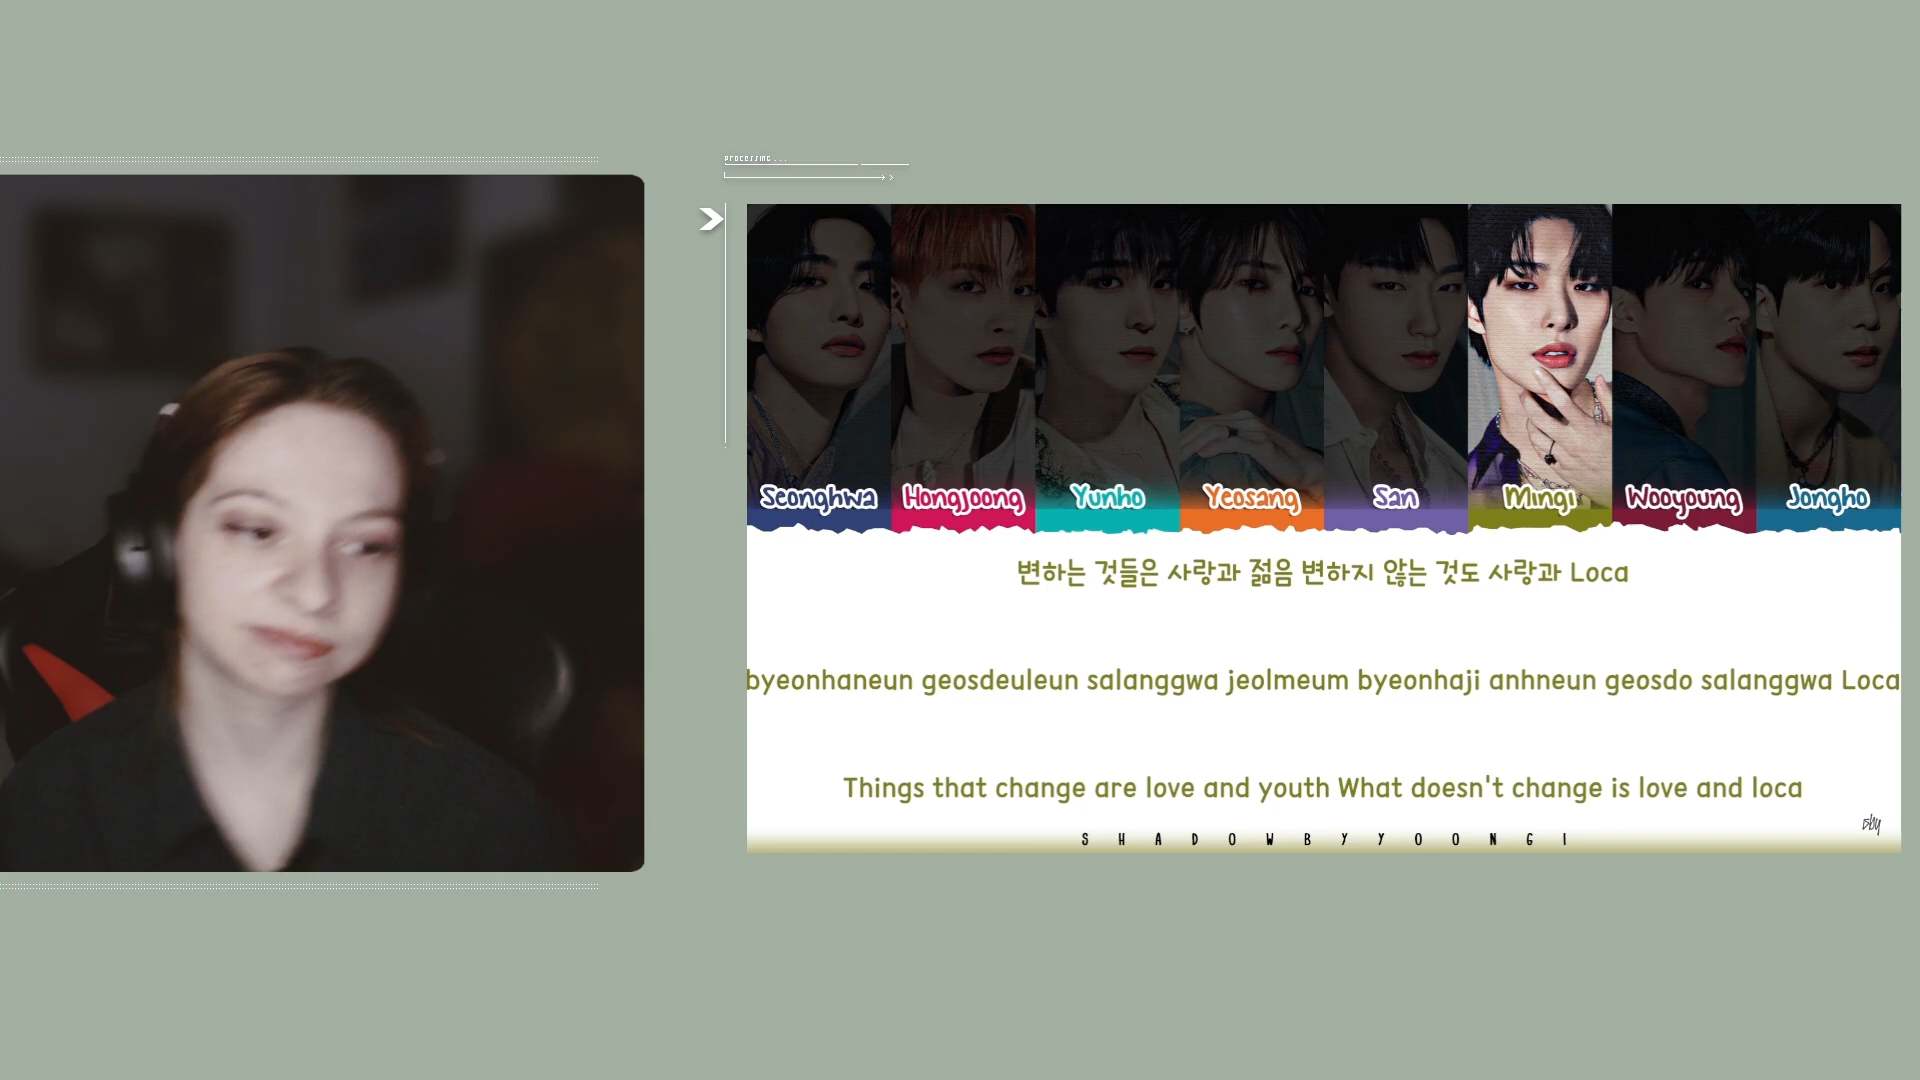 processing ...
Seonghwa Hongjoong Yunho Yeosang San Mingi Wooyoung Jongho
변하는 것들은 사랑과 젊음 변하지 않는 것도 사랑과 Loca
byeonhaneun geosdeuleun salanggwa jeolmeum byeonhaji anhneun geosdo salanggwa Loca
Things that change are love and youth What doesn't change is love and loca
sby
SHADOWBYYOONGI